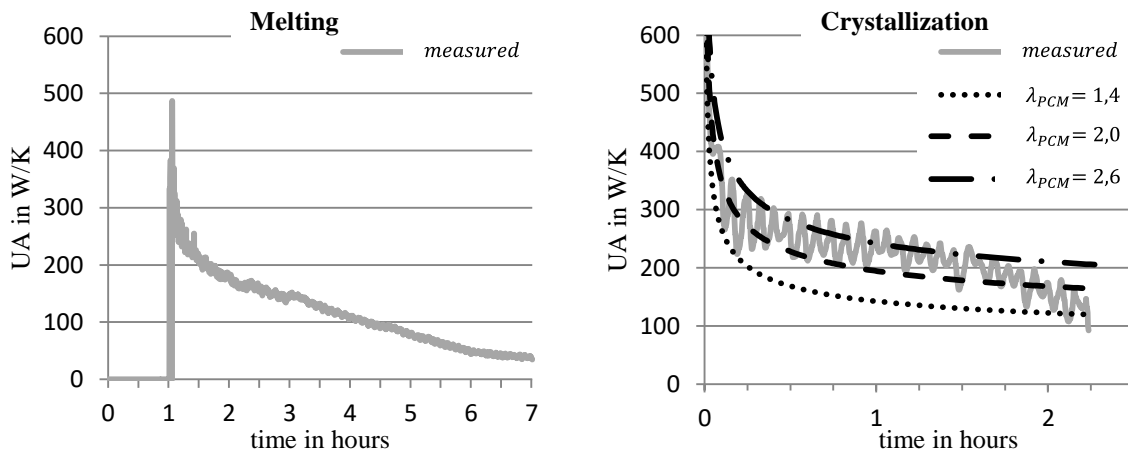 Melting
600
500
400
300
200
100
0
UA in W/K
measured
0 1 2 3 4 5 6 7
time in hours
Crystallization
600
500
400
300
200
100
0
UA in W/K
measured
λPCM = 1,4
λPCM = 2,0
λPCM = 2,6
0 1 2
time in hours